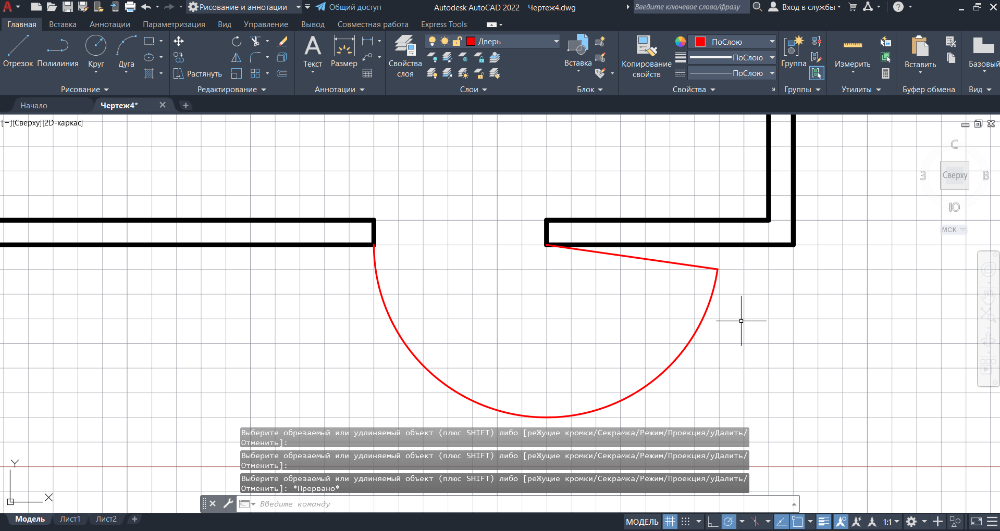 Рисование и аннотации
Общий доступ
Autodesk AutoCAD 2022 Чертеж4.dwg
Введите ключевое слово/фразу
Вход в службы
Главная Вставка Аннотации Параметризация Вид Управление Вывод Совместная работа Express Tools
Отрезок Полилиния Круг Дуга
Растянуть
Текст Размер
Свойства слоя
Дверь
Вставка
Копирование свойств
ПоСлою
ПоСлою
ПоСлою
Группа
Измерить
Вставить
Базовый
Рисование Редактирование Аннотации Слои Блок Свойства Группы Утилиты Буфер обмена Вид
Начало Чертеж4*
[−][Сверху][2D-каркас]
С
З Сверху В
Ю
МСК
Выберите обрезаемый или удлиняемый объект (плюс SHIFT) либо [реЖущие кромки/Секрамка/Режим/Проекция/уДалить/
Отменить]:
Выберите обрезаемый или удлиняемый объект (плюс SHIFT) либо [реЖущие кромки/Секрамка/Режим/Проекция/уДалить/
Отменить]:
Выберите обрезаемый или удлиняемый объект (плюс SHIFT) либо [реЖущие кромки/Секрамка/Режим/Проекция/уДалить/
Отменить]: *Прервано*
Y
X
Введите команду
Модель Лист1 Лист2
МОДЕЛЬ
1:1